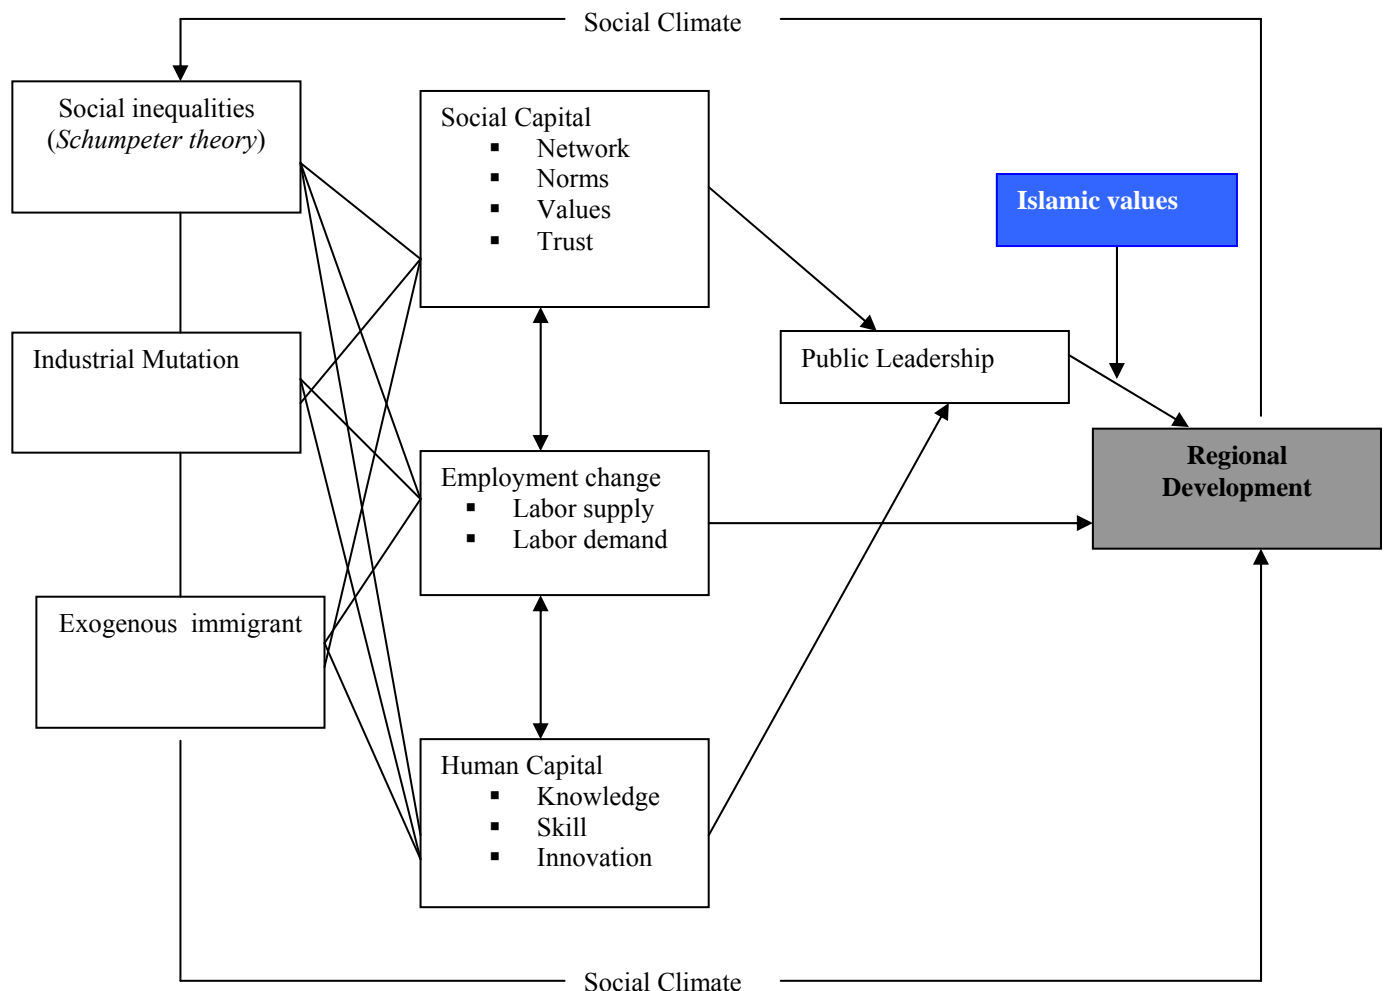 Social Climate
Social inequalities
(Schumpeter theory)
Social Capital
▪ Network
▪ Norms
▪ Values
▪ Trust
Islamic values
Industrial Mutation
Public Leadership
Employment change
▪ Labor supply
▪ Labor demand
Regional
Development
Exogenous immigrant
Human Capital
▪ Knowledge
▪ Skill
▪ Innovation
Social Climate